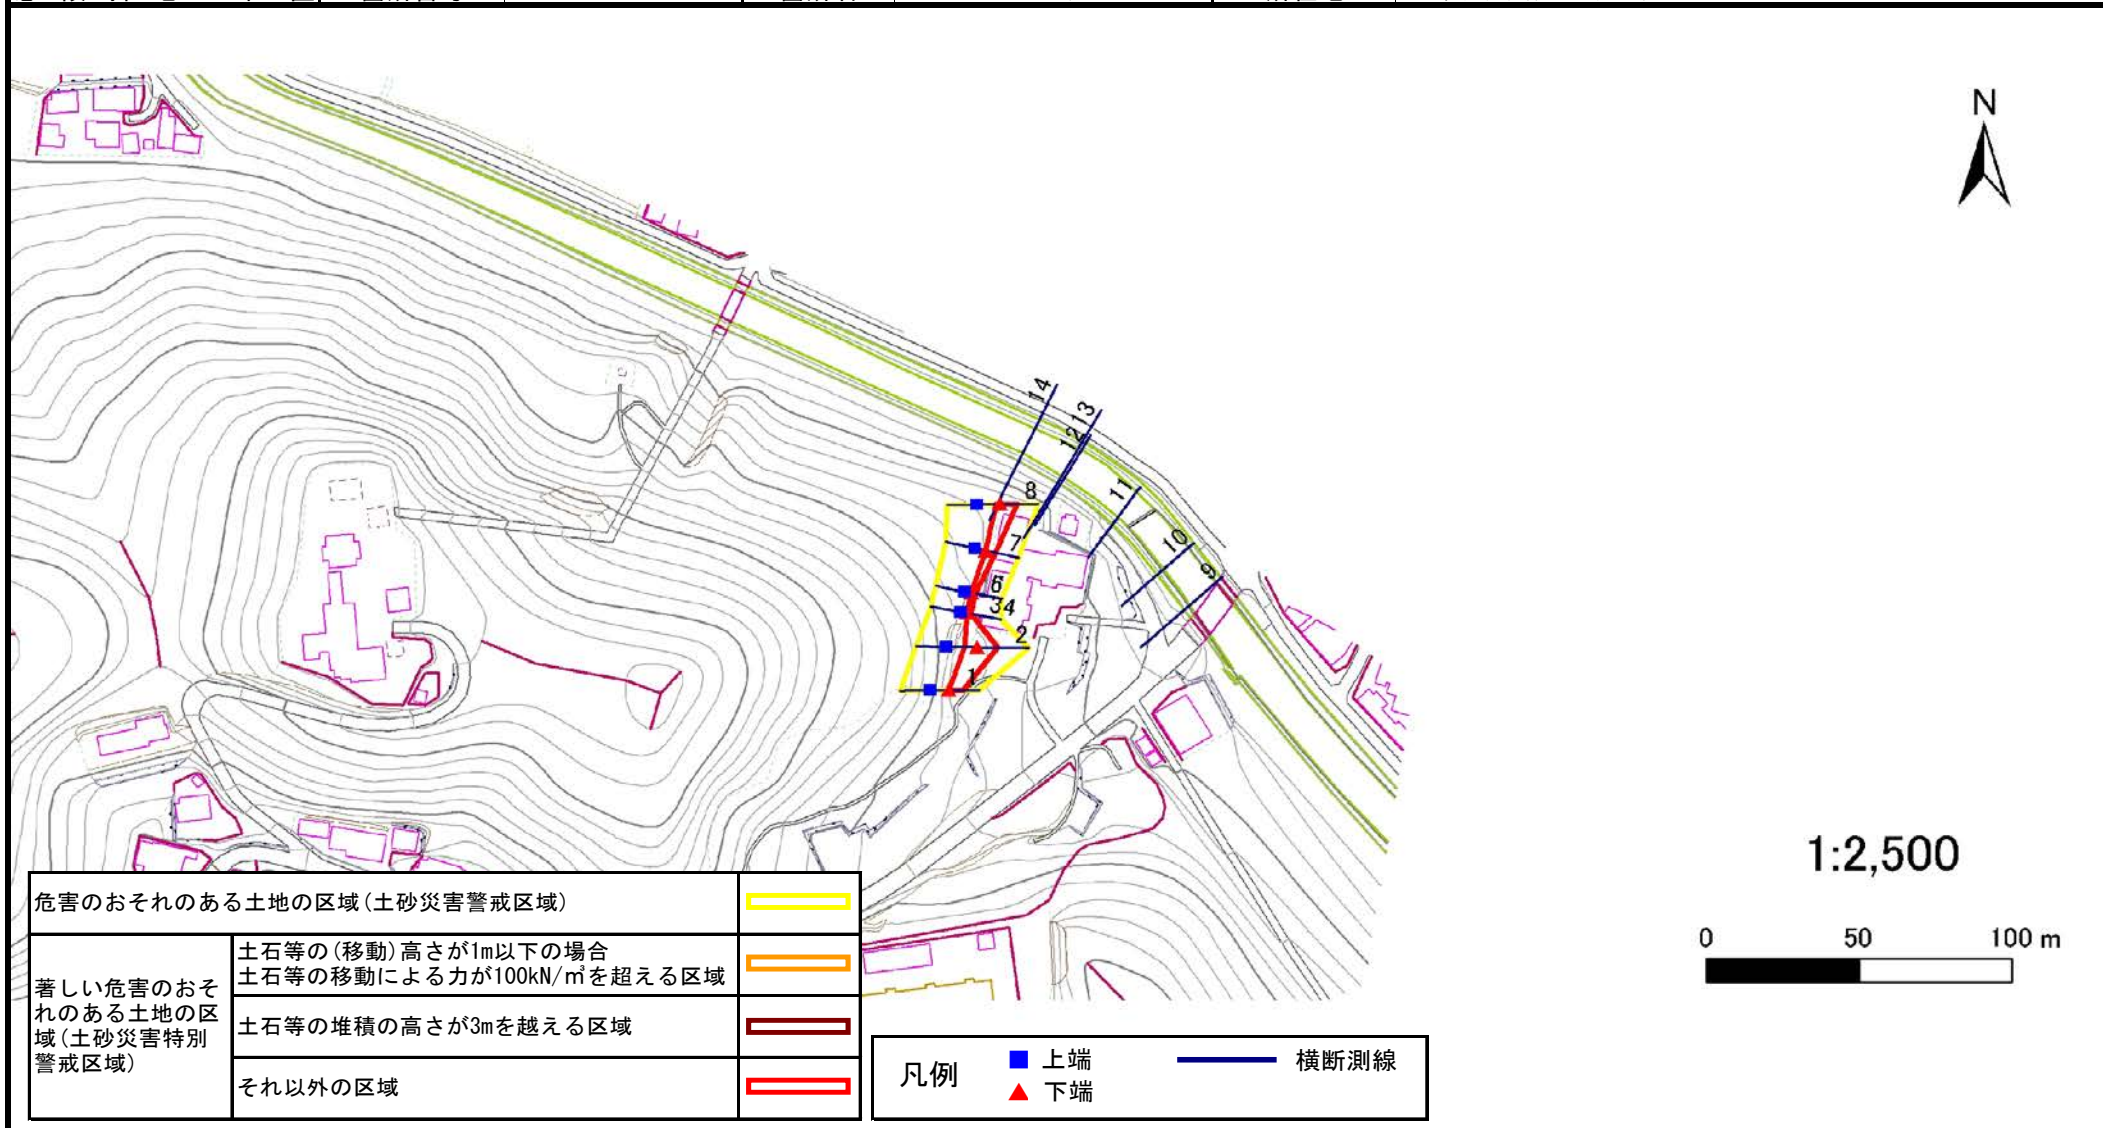 N
14
13
12
11
10
9
8
7
6
34
2
1
1:2,500
0 50 100 m
危害のおそれのある土地の区域(土砂災害警戒区域)
著しい危害のおそれのある土地の区域(土砂災害特別警戒区域)
土石等の(移動)高さが1m以下の場合
土石等の移動による力が100kN/㎡を超える区域
土石等の堆積の高さが3mを越える区域
それ以外の区域
凡例
上端
下端
横断測線